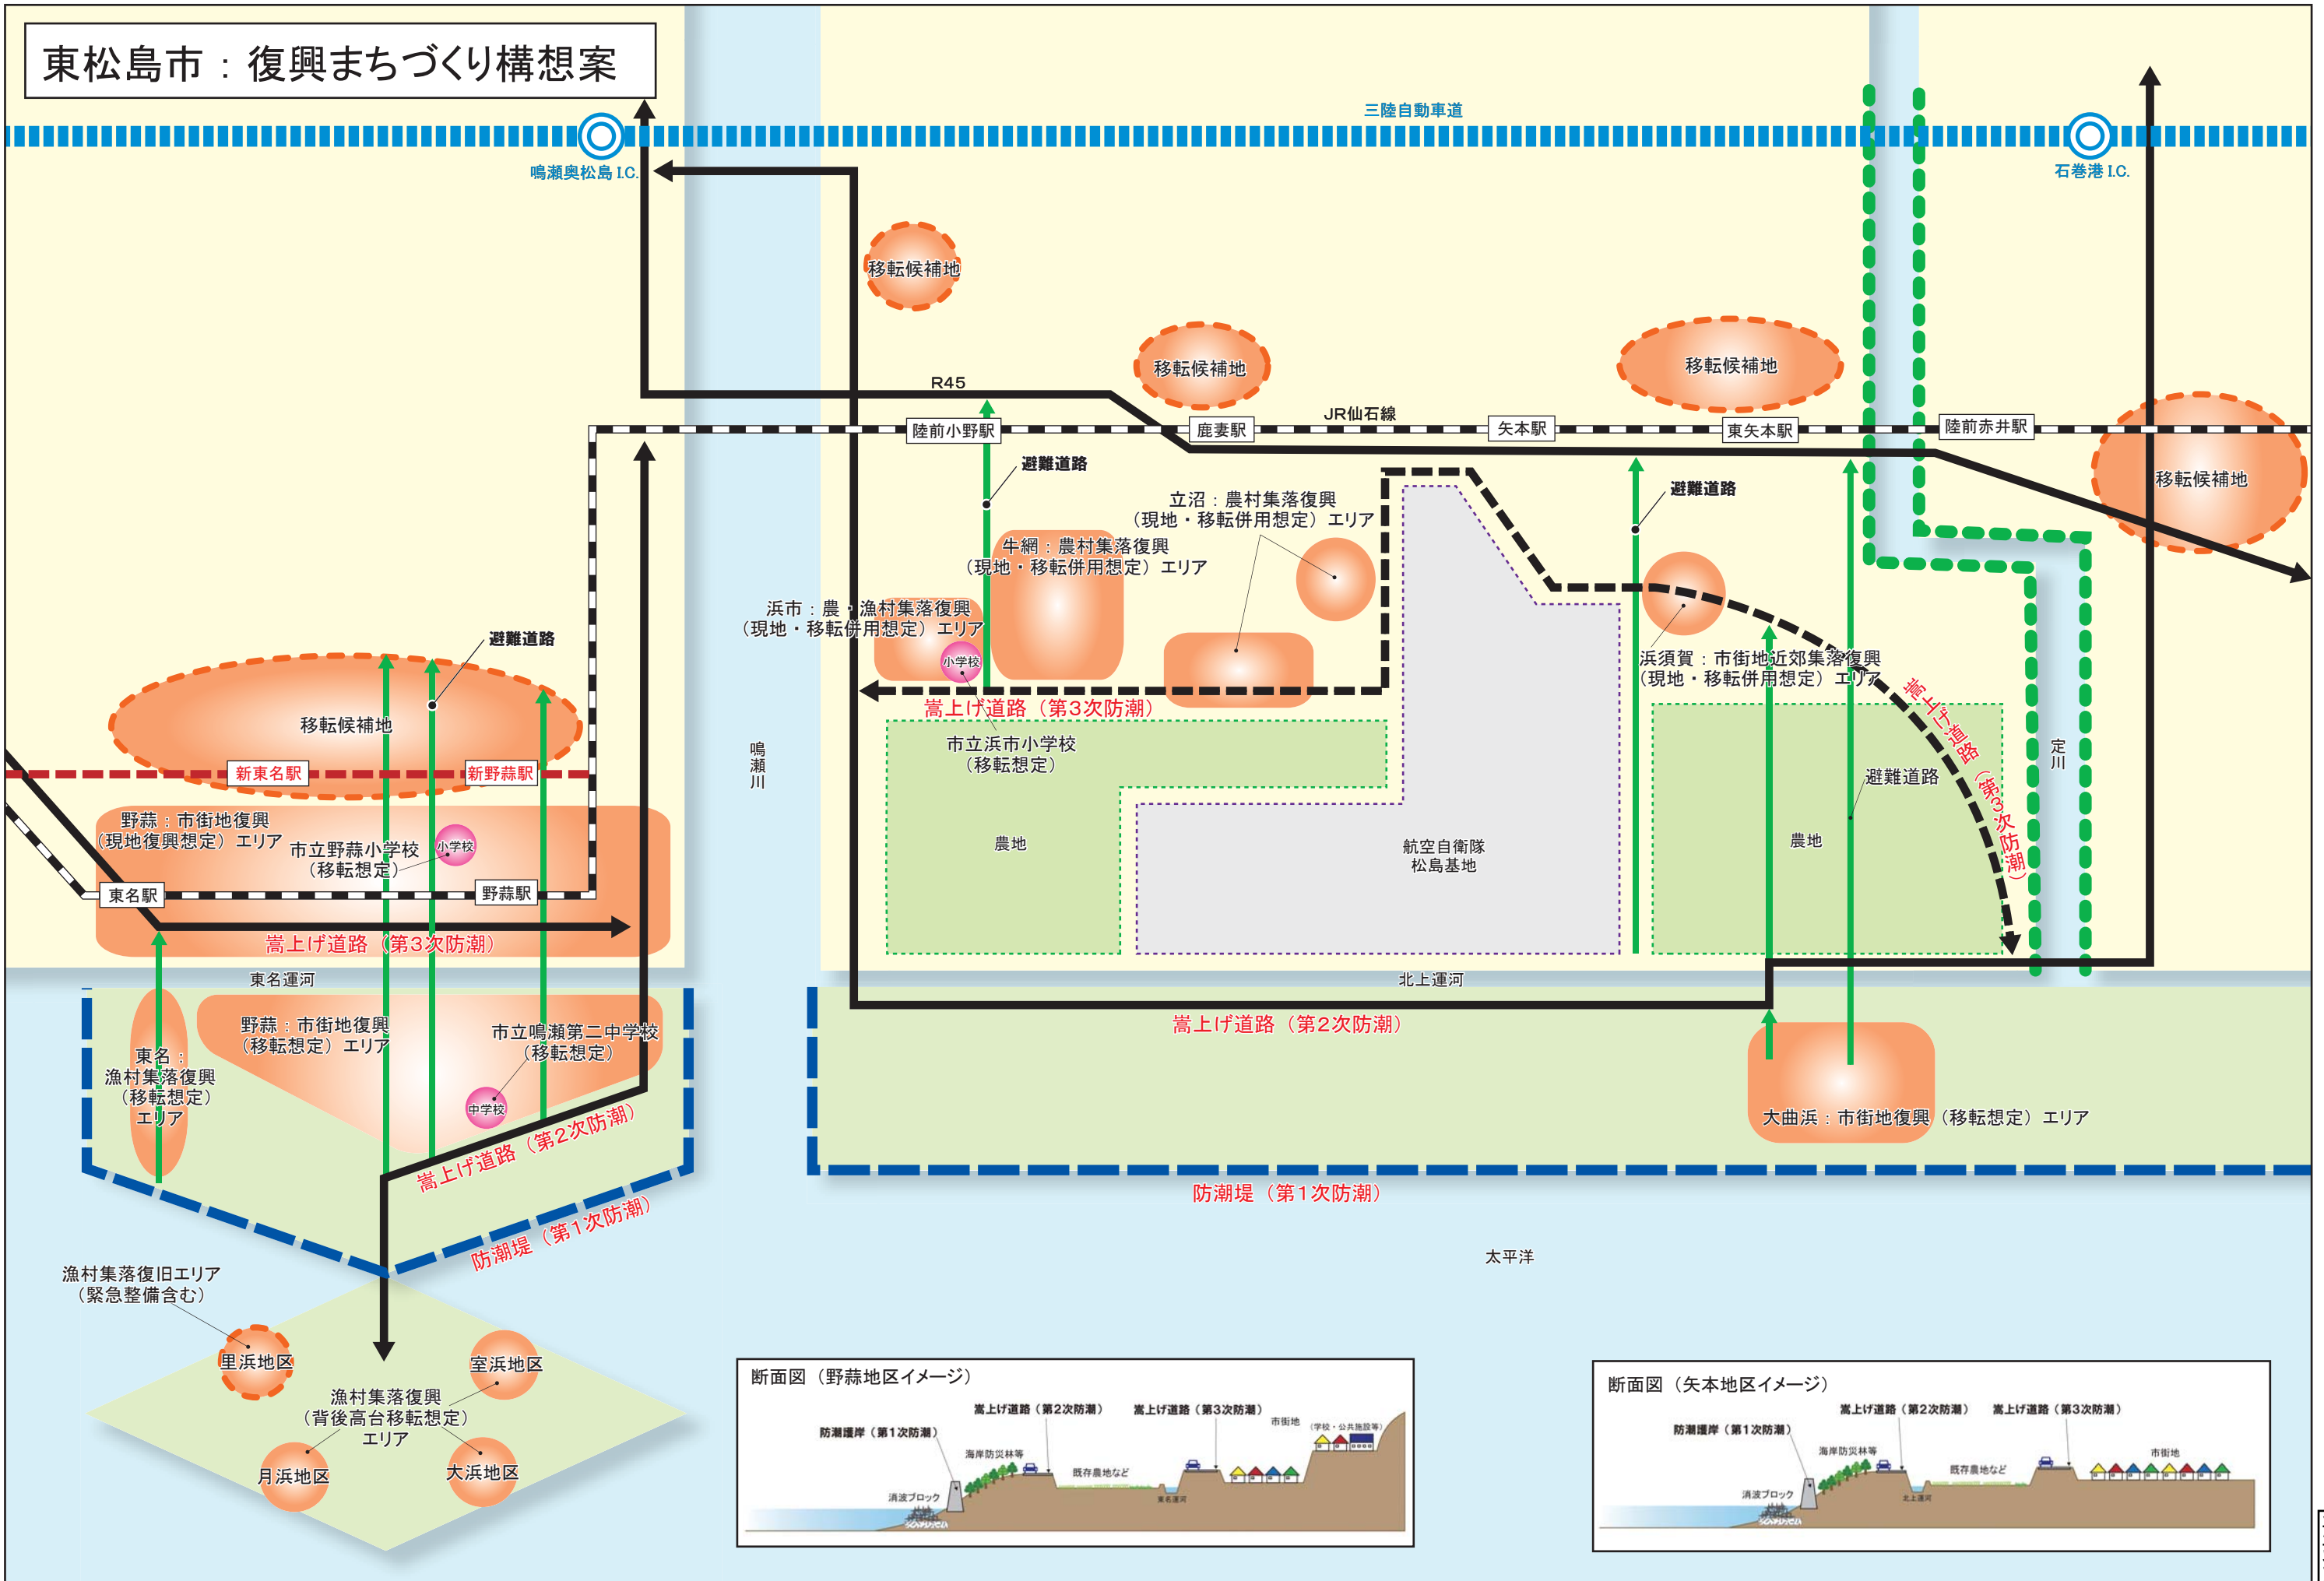 東松島市：復興まちづくり構想案
三陸自動車道
鳴瀬奥松島 I.C.
石巻港 I.C.
移転候補地
移転候補地
移転候補地
R45
JR仙石線
陸前小野駅
鹿妻駅
矢本駅
東矢本駅
陸前赤井駅
移転候補地
避難道路
避難道路
立沼：農村集落復興
（現地・移転併用想定）エリア
牛網：農村集落復興
（現地・移転併用想定）エリア
浜市：農・漁村集落復興
（現地・移転併用想定）エリア
小学校
浜須賀：市街地近郊集落復興
（現地・移転併用想定）エリア
避難道路
移転候補地
嵩上げ道路（第3次防潮）
嵩上げ道路（第3次防潮）
市立浜市小学校
（移転想定）
鳴瀬川
定川
新東名駅
新野蒜駅
避難道路
野蒜：市街地復興
（現地復興想定）エリア
市立野蒜小学校
（移転想定）
小学校
農地
航空自衛隊
松島基地
農地
東名駅
野蒜駅
嵩上げ道路（第3次防潮）
東名運河
北上運河
野蒜：市街地復興
（移転想定）エリア
市立鳴瀬第二中学校
（移転想定）
嵩上げ道路（第2次防潮）
東名：
漁村集落復興
（移転想定）
エリア
中学校
大曲浜：市街地復興（移転想定）エリア
嵩上げ道路（第2次防潮）
防潮堤（第1次防潮）
防潮堤（第1次防潮）
太平洋
漁村集落復旧エリア
（緊急整備含む）
里浜地区
室浜地区
漁村集落復興
（背後高台移転想定）
エリア
月浜地区
大浜地区
断面図（野蒜地区イメージ）
嵩上げ道路（第2次防潮）
嵩上げ道路（第3次防潮）
市街地
（学校・公共施設等）
防潮護岸（第1次防潮）
海岸防災林等
既存農地など
消波ブロック
東名運河
断面図（矢本地区イメージ）
嵩上げ道路（第2次防潮）
嵩上げ道路（第3次防潮）
防潮護岸（第1次防潮）
海岸防災林等
市街地
既存農地など
消波ブロック
北上運河